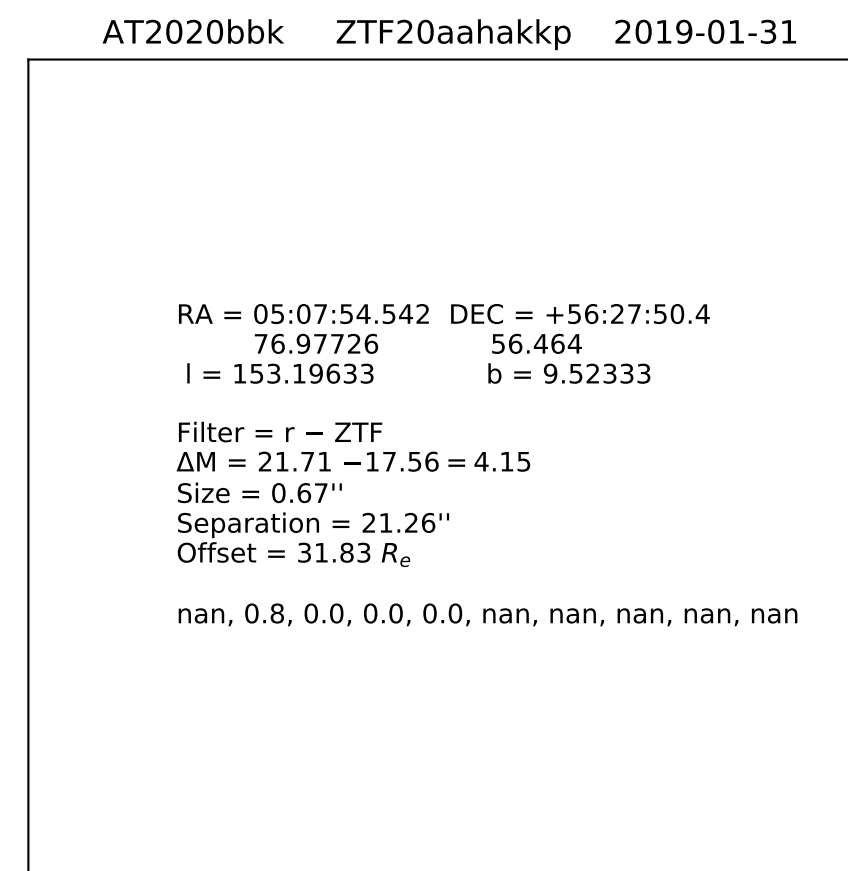 AT2020bbk ZTF20aahakkp 2019-01-31
RA = 05:07:54.542 DEC = +56:27:50.4
76.97726 56.464
l = 153.19633 b = 9.52333
Filter = r − ZTF
ΔM = 21.71 −17.56 = 4.15
Size = 0.67''
Separation = 21.26''
Offset = 31.83 Rₑ
nan, 0.8, 0.0, 0.0, 0.0, nan, nan, nan, nan, nan